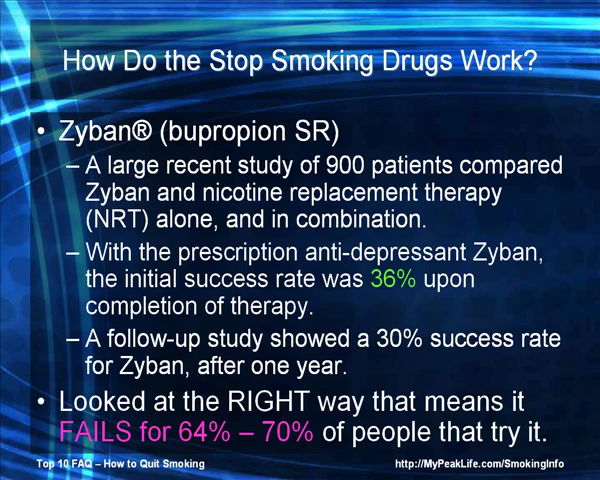 How Do the Stop Smoking Drugs Work?
• Zyban® (bupropion SR)
– A large recent study of 900 patients compared
Zyban and nicotine replacement therapy
(NRT) alone, and in combination.
– With the prescription anti-depressant Zyban,
the initial success rate was 36% upon
completion of therapy.
– A follow-up study showed a 30% success rate
for Zyban, after one year.
• Looked at the RIGHT way that means it
FAILS for 64% – 70% of people that try it.
Top 10 FAQ – How to Quit Smoking
http://MyPeakLife.com/SmokingInfo